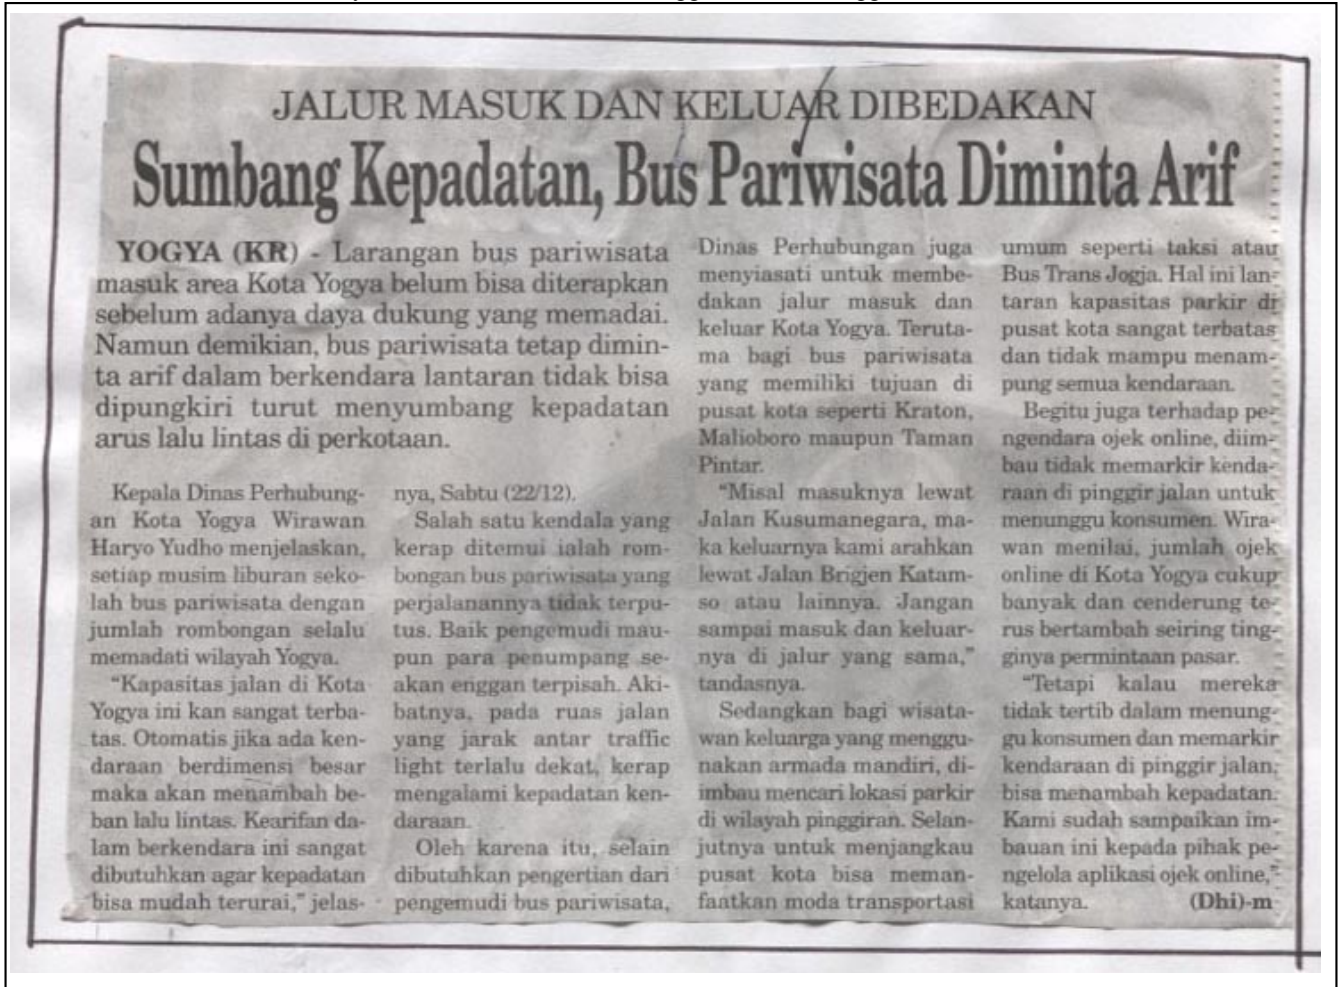 JALUR MASUK DAN KELUAR DIBEDAKAN
Sumbang Kepadatan, Bus Pariwisata Diminta Arif
YOGYA (KR) - Larangan bus pariwisata
masuk area Kota Yogya belum bisa diterapkan
sebelum adanya daya dukung yang memadai.
Namun demikian, bus pariwisata tetap dimin-
ta arif dalam berkendara lantaran tidak bisa
dipungkiri turut menyumbang kepadatan
arus lalu lintas di perkotaan.
Kepala Dinas Perhubung-
an Kota Yogya Wirawan
Haryo Yudho menjelaskan,
setiap musim liburan seko-
lah bus pariwisata dengan
jumlah rombongan selalu
memadati wilayah Yogya.
"Kapasitas jalan di Kota
Yogya ini kan sangat terba-
tas. Otomatis jika ada ken-
daraan berdimensi besar
maka akan menambah be-
ban lalu lintas. Kearifan da-
lam berkendara ini sangat
dibutuhkan agar kepadatan
bisa mudah terurai," jelas-
nya, Sabtu (22/12).
Salah satu kendala yang
kerap ditemui ialah rom-
bongan bus pariwisata yang
perjalanannya tidak terpu-
tus. Baik pengemudi mau-
pun para penumpang se-
akan enggan terpisah. Aki-
batnya, pada ruas jalan
yang jarak antar traffic
light terlalu dekat, kerap
mengalami kepadatan ken-
daraan.
Oleh karena itu, selain
dibutuhkan pengertian dari
pengemudi bus pariwisata,
Dinas Perhubungan juga
menyiasati untuk membe-
dakan jalur masuk dan
keluar Kota Yogya. Teruta-
ma bagi bus pariwisata
yang memiliki tujuan di
pusat kota seperti Kraton,
Malioboro maupun Taman
Pintar.
"Misal masuknya lewat
Jalan Kusumanegara, ma-
ka keluarnya kami arahkan
lewat Jalan Brigjen Katam-
so atau lainnya. Jangan
sampai masuk dan keluar-
nya di jalur yang sama,"
tandasnya.
Sedangkan bagi wisata-
wan keluarga yang menggu-
nakan armada mandiri, di-
imbau mencari lokasi parkir
di wilayah pinggiran. Selan-
jutnya untuk menjangkau
pusat kota bisa meman-
faatkan moda transportasi
umum seperti taksi atau
Bus Trans Jogja. Hal ini lan-
taran kapasitas parkir di
pusat kota sangat terbatas
dan tidak mampu menam-
pung semua kendaraan.
Begitu juga terhadap pe-
ngendara ojek online, diim-
bau tidak memarkir kenda-
raan di pinggir jalan untuk
menunggu konsumen. Wira-
wan menilai, jumlah ojek
online di Kota Yogya cukup
banyak dan cenderung te-
rus bertambah seiring ting-
ginya permintaan pasar.
"Tetapi kalau mereka
tidak tertib dalam menung-
gu konsumen dan memarkir
kendaraan di pinggir jalan,
bisa menambah kepadatan.
Kami sudah sampaikan im-
bauan ini kepada pihak pe-
ngelola aplikasi ojek online,"
katanya. (Dhi)-m